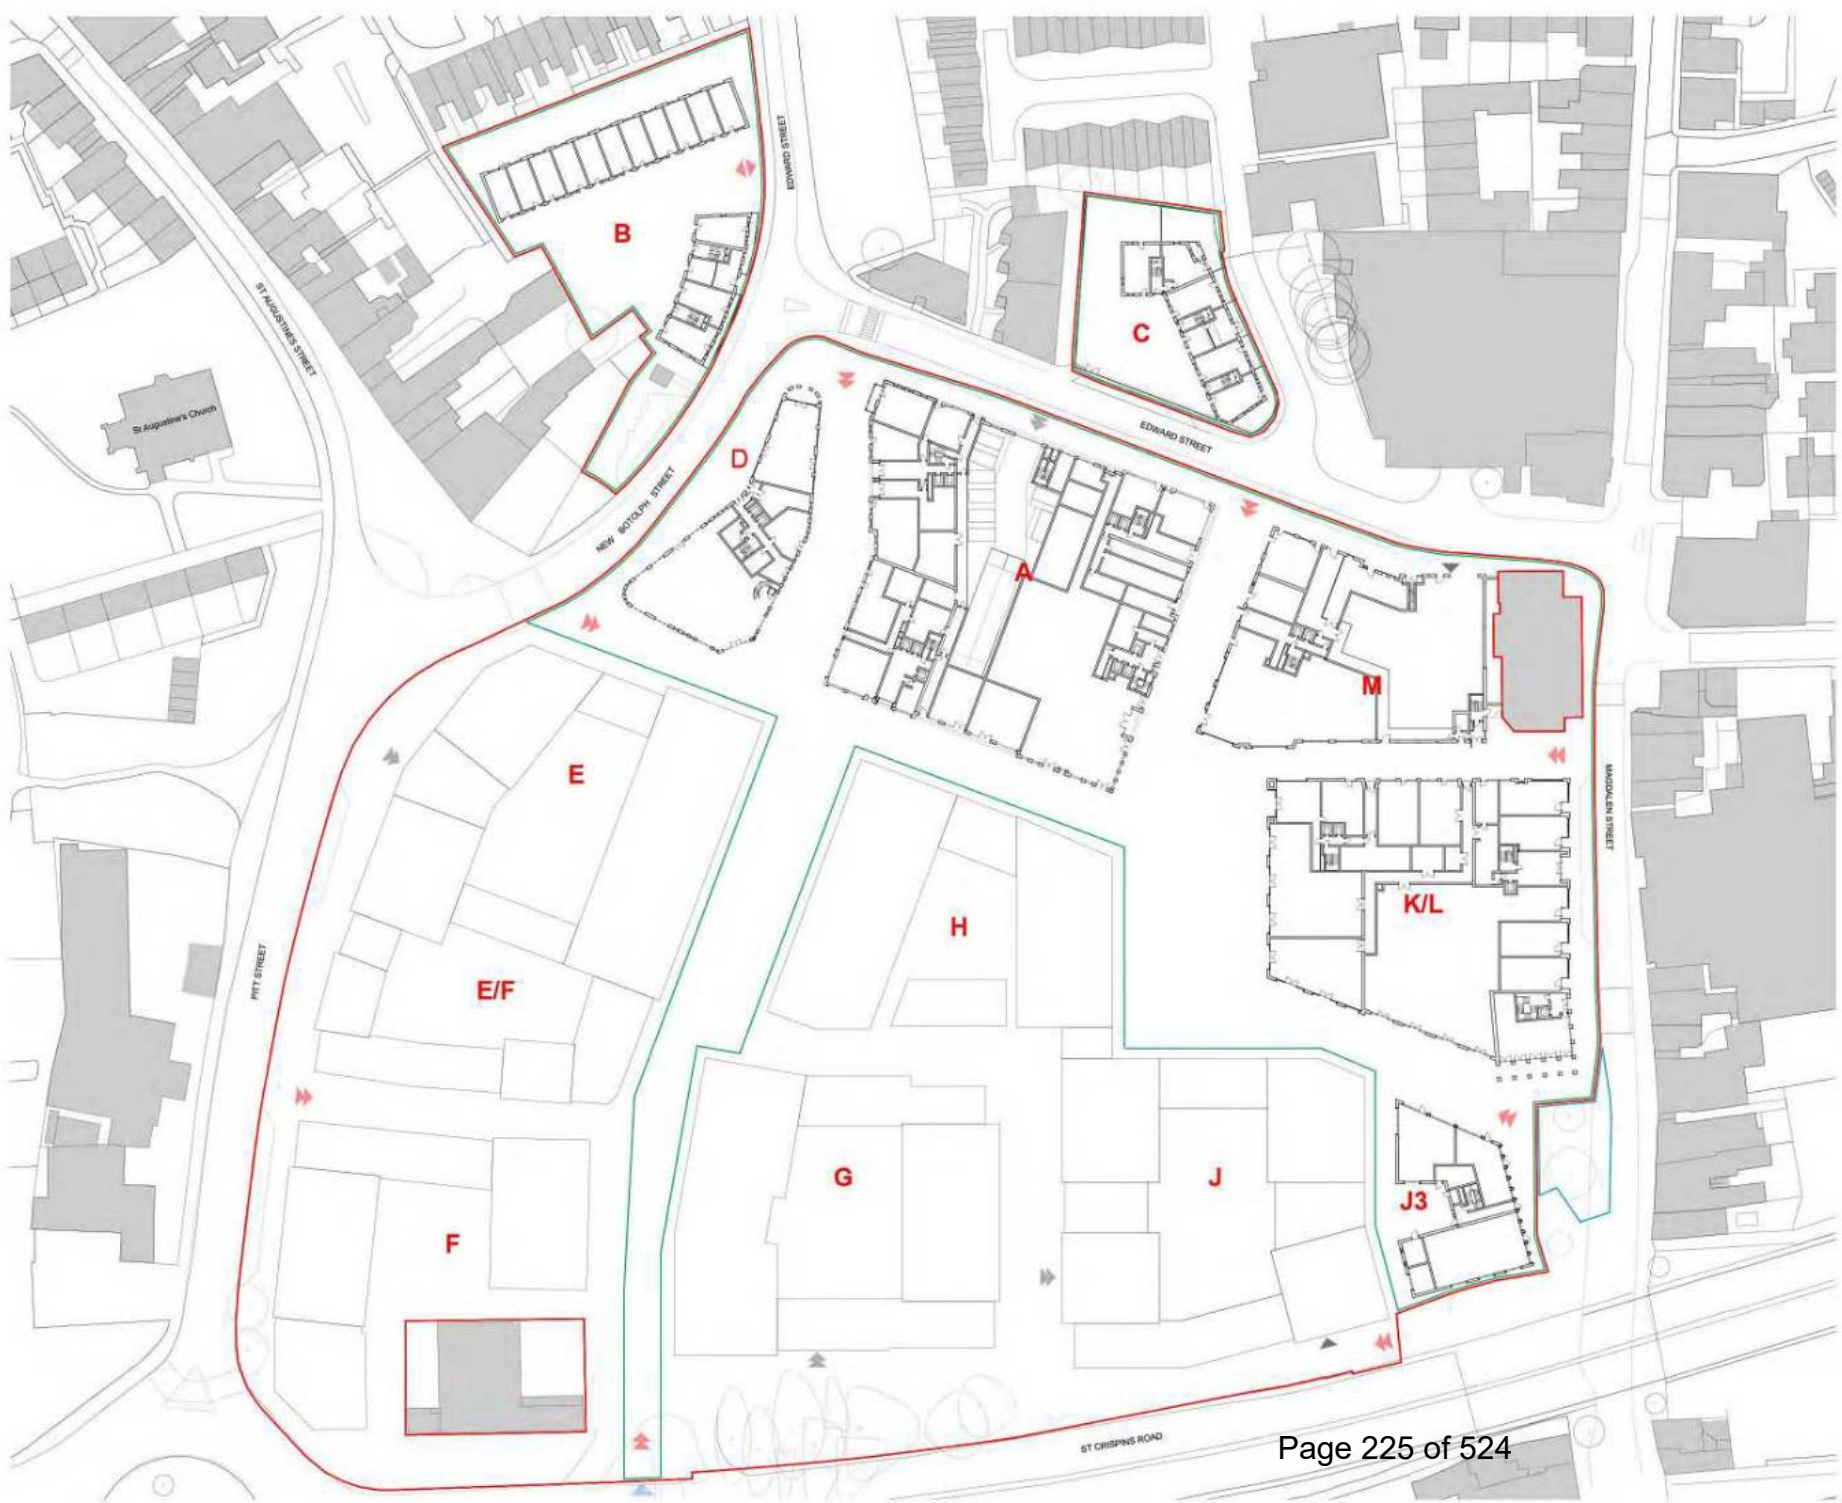 EDWARD STREET
B
ST AUGUSTINES STREET
C
St Augustine's Church
EDWARD STREET
D
NEW BOTOLPH STREET
A
M
E
MAGDALEN STREET
K/L
H
PITT STREET
E/F
G
J
J3
F
ST CRISPINS ROAD
Page 225 of 524